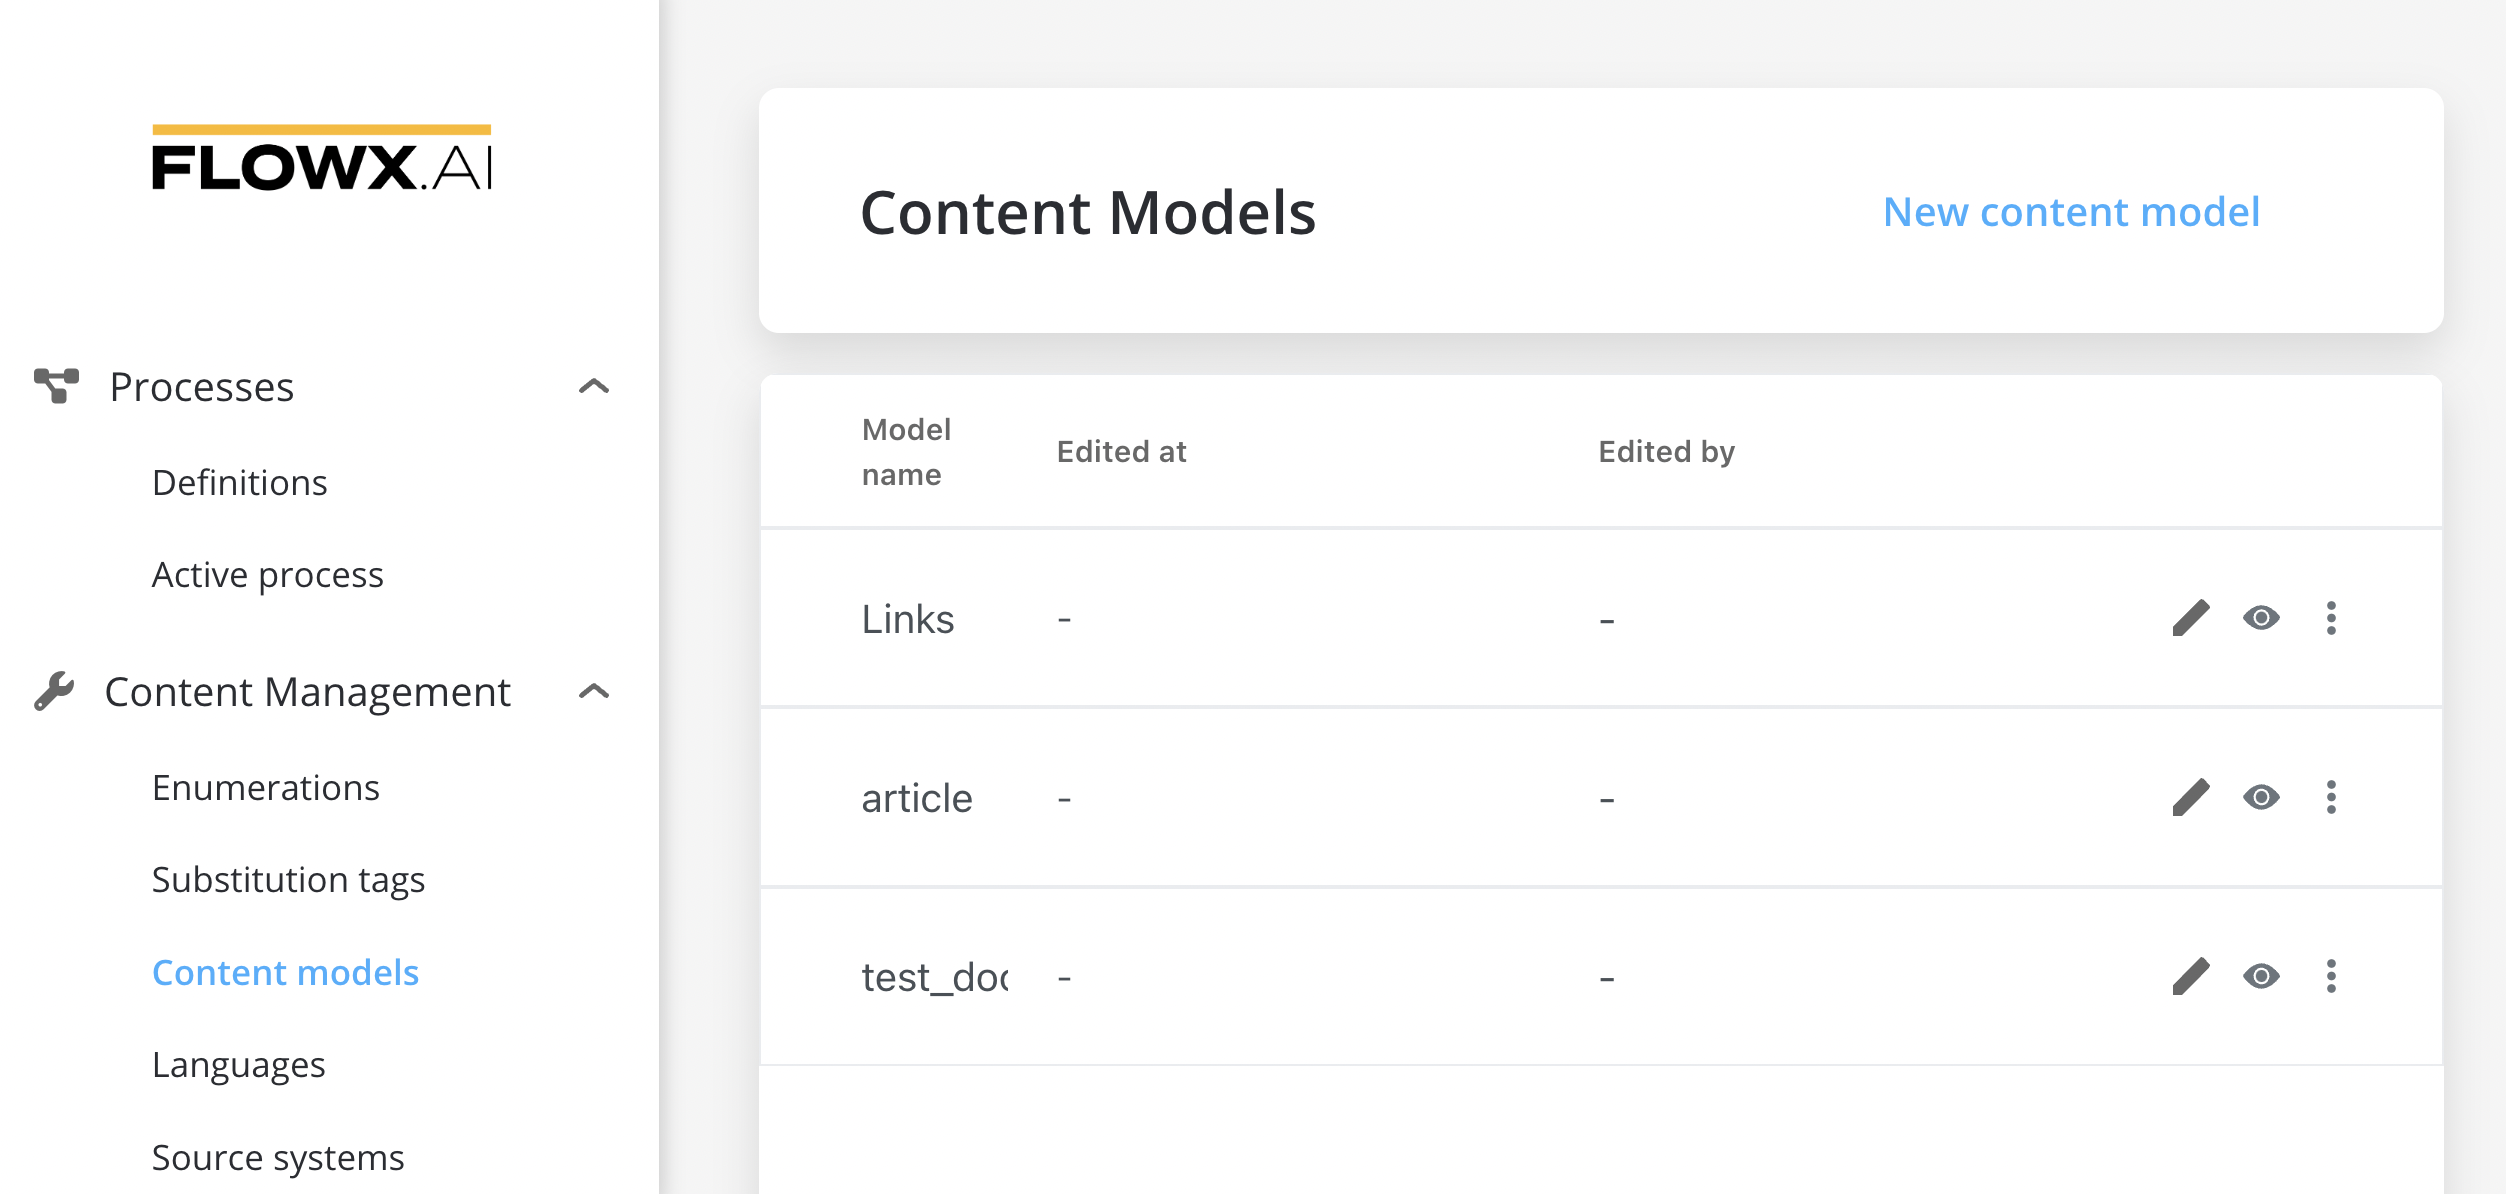 FLOWX.AI
Processes
Definitions
Active process
Content Management
Enumerations
Substitution tags
Content models
Languages
Source systems
Content Models
New content model
Model name
Edited at
Edited by
Links - -
article - -
- -